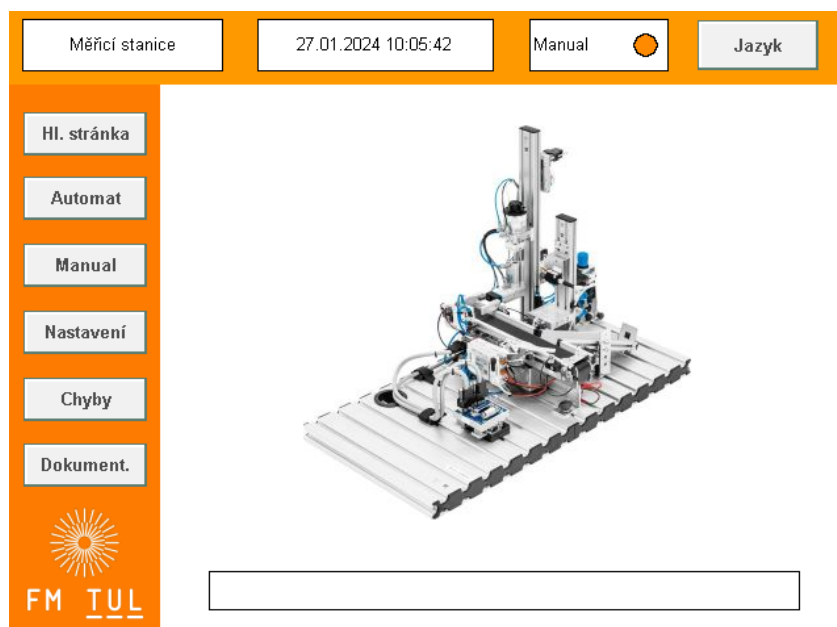 Měřicí stanice
27.01.2024 10:05:42
Manual
Jazyk
Hl. stránka
Automat
Manual
Nastavení
Chyby
Dokument.
FM TUL